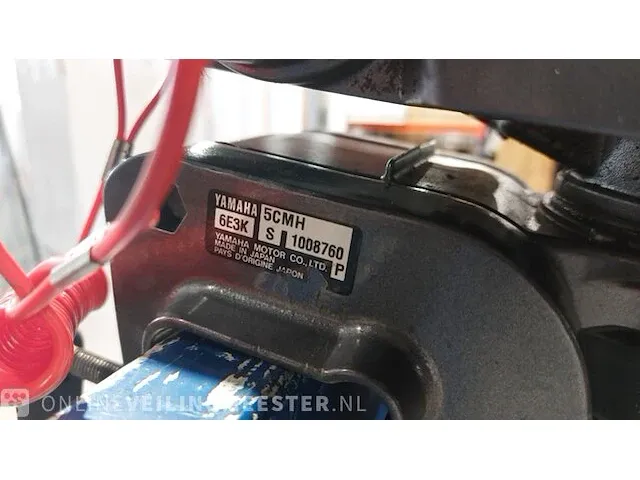 YAMAHA 5CMH
6E3K S 1008760
YAMAHA MOTOR CO.,LTD. P
MADE IN JAPAN
PAYS D'ORIGINE JAPON
ONLINEVEILINGMEESTER.NL